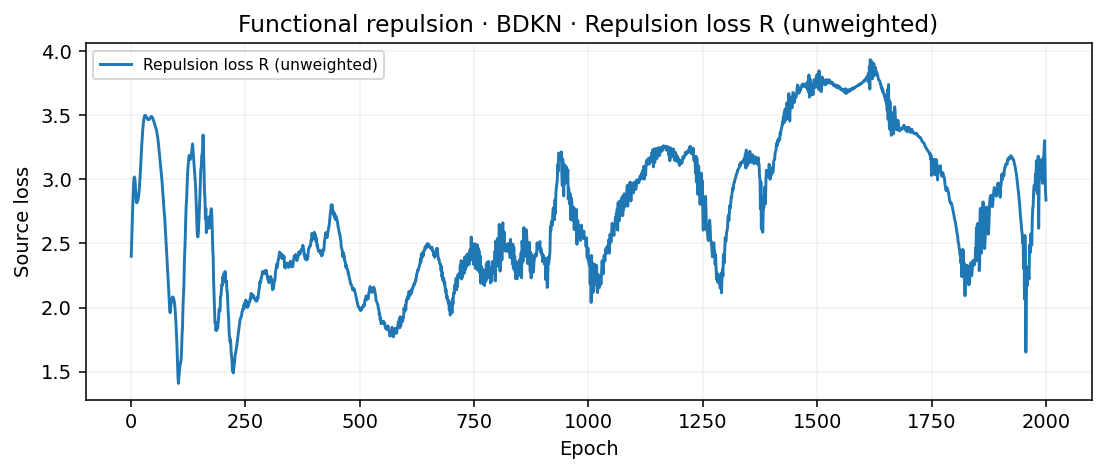 Functional repulsion · BDKN · Repulsion loss R (unweighted)
Repulsion loss R (unweighted)
Source loss
4.0
3.5
3.0
2.5
2.0
1.5
0 250 500 750 1000 1250 1500 1750 2000
Epoch